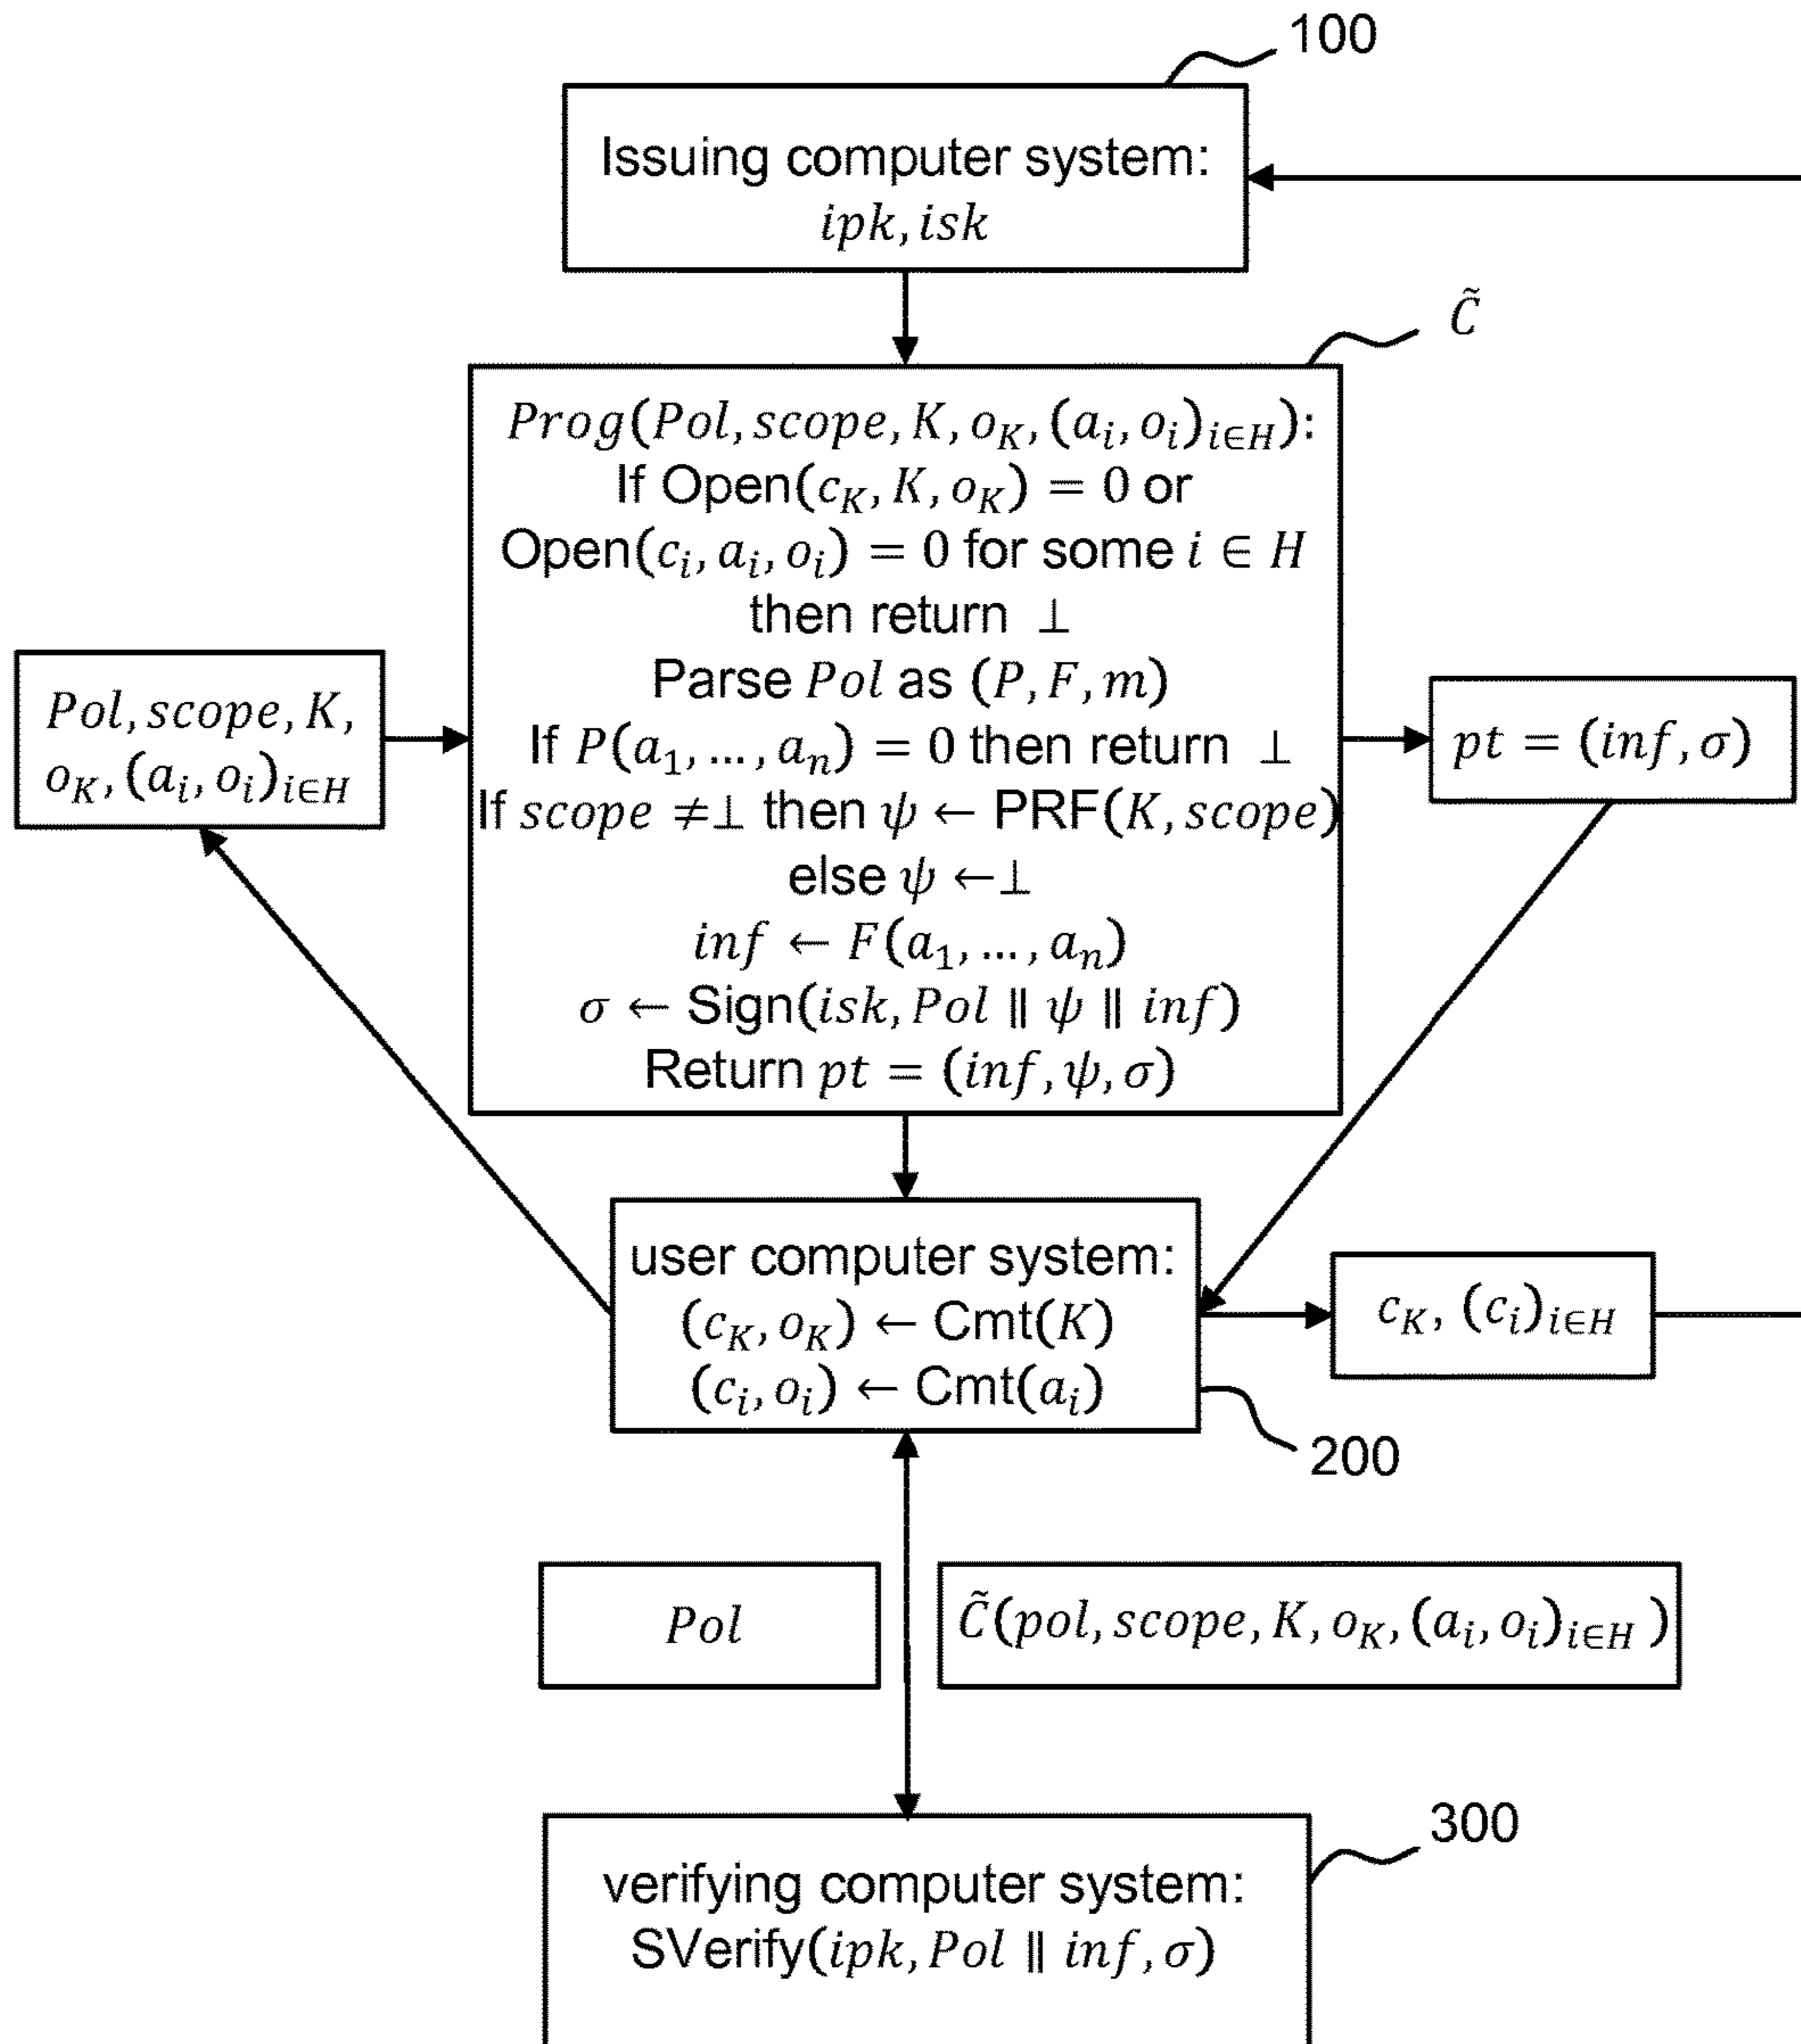 100
Issuing computer system:
ipk, isk
C̃
Prog(Pol, scope, K, o_K, (a_i, o_i)_{i∈H}):
If Open(c_K, K, o_K) = 0 or
Open(c_i, a_i, o_i) = 0 for some i ∈ H
then return ⊥
Parse Pol as (P, F, m)
If P(a_1, ..., a_n) = 0 then return ⊥
If scope ≠⊥ then ψ ← PRF(K, scope)
else ψ ←⊥
inf ← F(a_1, ..., a_n)
σ ← Sign(isk, Pol ∥ ψ ∥ inf)
Return pt = (inf, ψ, σ)
Pol, scope, K,
o_K, (a_i, o_i)_{i∈H}
pt = (inf, σ)
user computer system:
(c_K, o_K) ← Cmt(K)
(c_i, o_i) ← Cmt(a_i)
c_K, (c_i)_{i∈H}
200
Pol
C̃(pol, scope, K, o_K, (a_i, o_i)_{i∈H} )
300
verifying computer system:
SVerify(ipk, Pol ∥ inf, σ)